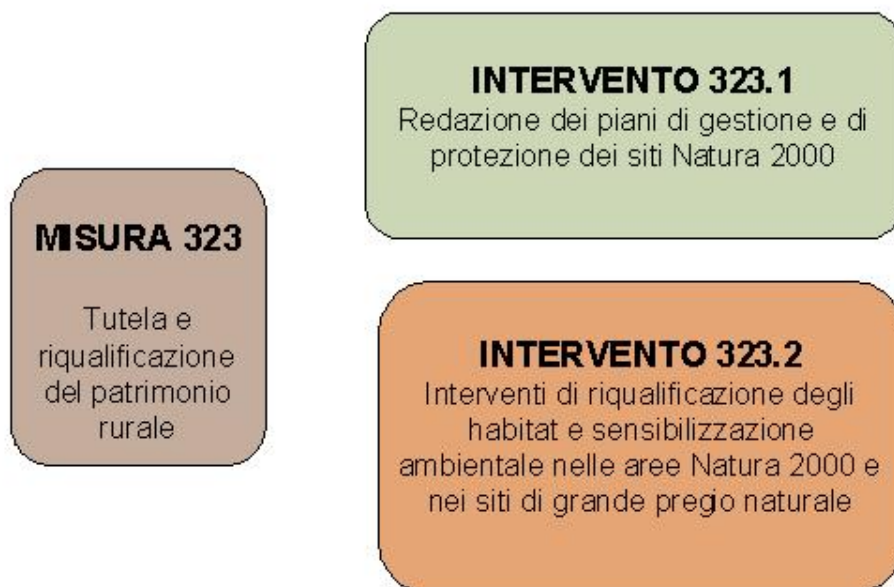 MISURA 323
Tutela e
riqualificazione
del patrimonio
rurale
INTERVENTO 323.1
Redazione dei piani di gestione e di
protezione dei siti Natura 2000
INTERVENTO 323.2
Interventi di riqualificazione degli
habitat e sensibilizzazione
ambientale nelle aree Natura 2000 e
nei siti di grande pregio naturale